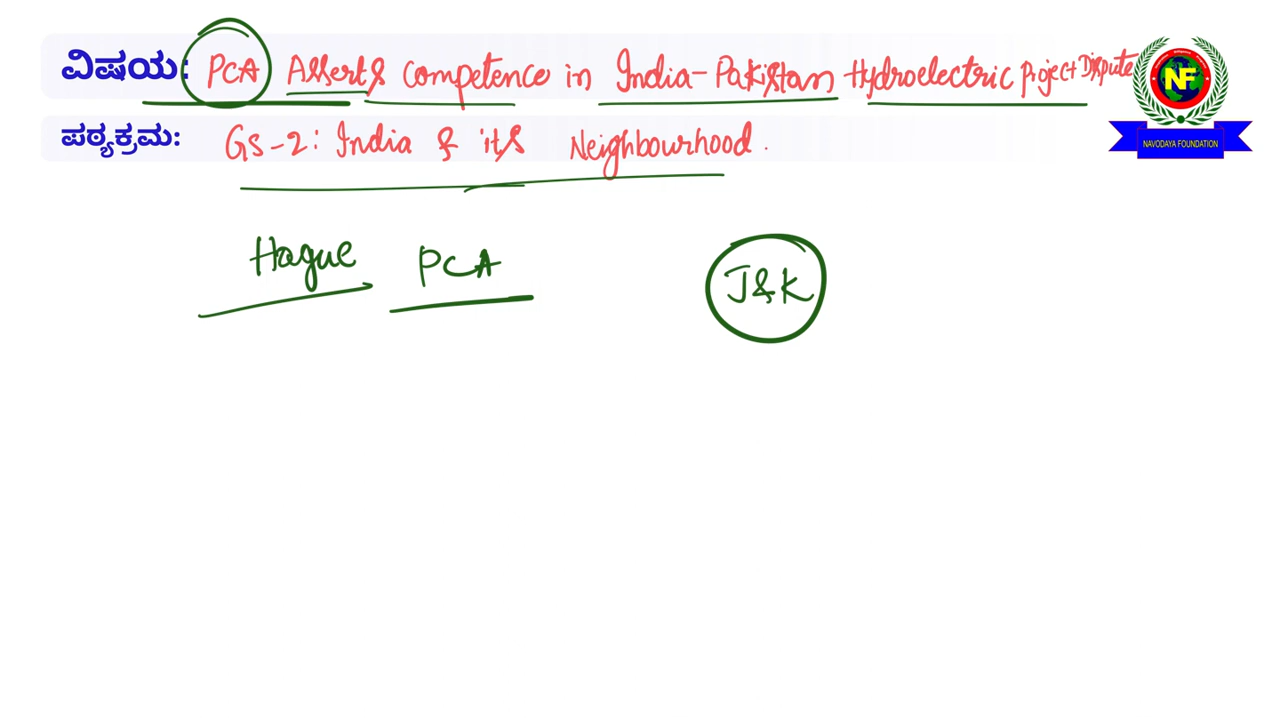 ವಿಷಯ: PCA Asserts competence in India-Pakistan Hydroelectric Project Dispute
ಪಠ್ಯಕ್ರಮ: GS-2: India & its Neighbourhood.
NF
NAVODAYA FOUNDATION
Hague PCA J&K